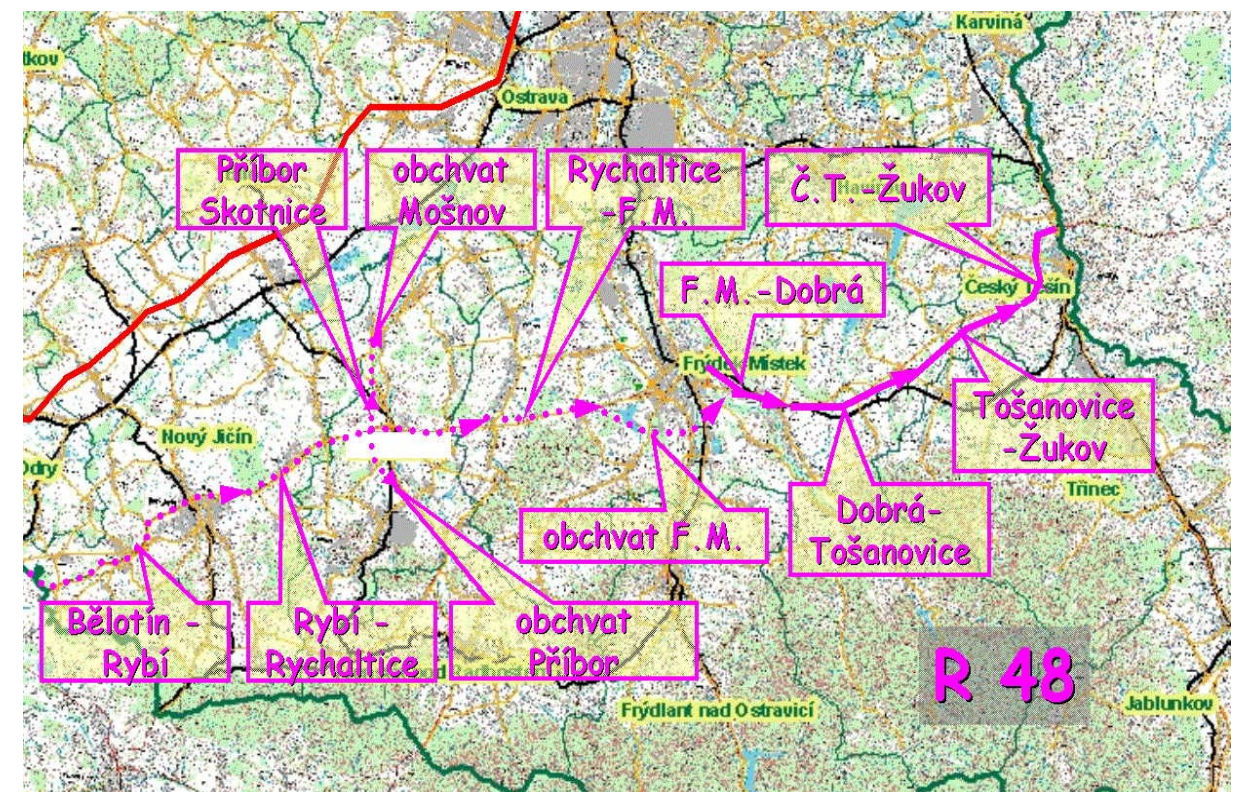 Karviná
Ostrava
Příbor
Skotnice
obchvat
Mošnov
Rychaltice
-F.M.
Č.T.-Žukov
F.M.-Dobrá
Český Těšín
Frýdek-Místek
Tošanovice
-Žukov
Nový Jičín
Odry
Třinec
Dobrá-
Tošanovice
obchvat F.M.
Bělotín -
Rybí
Rybí -
Rychaltice
obchvat
Příbor
R 48
Frýdlant nad Ostravicí
Jablunkov